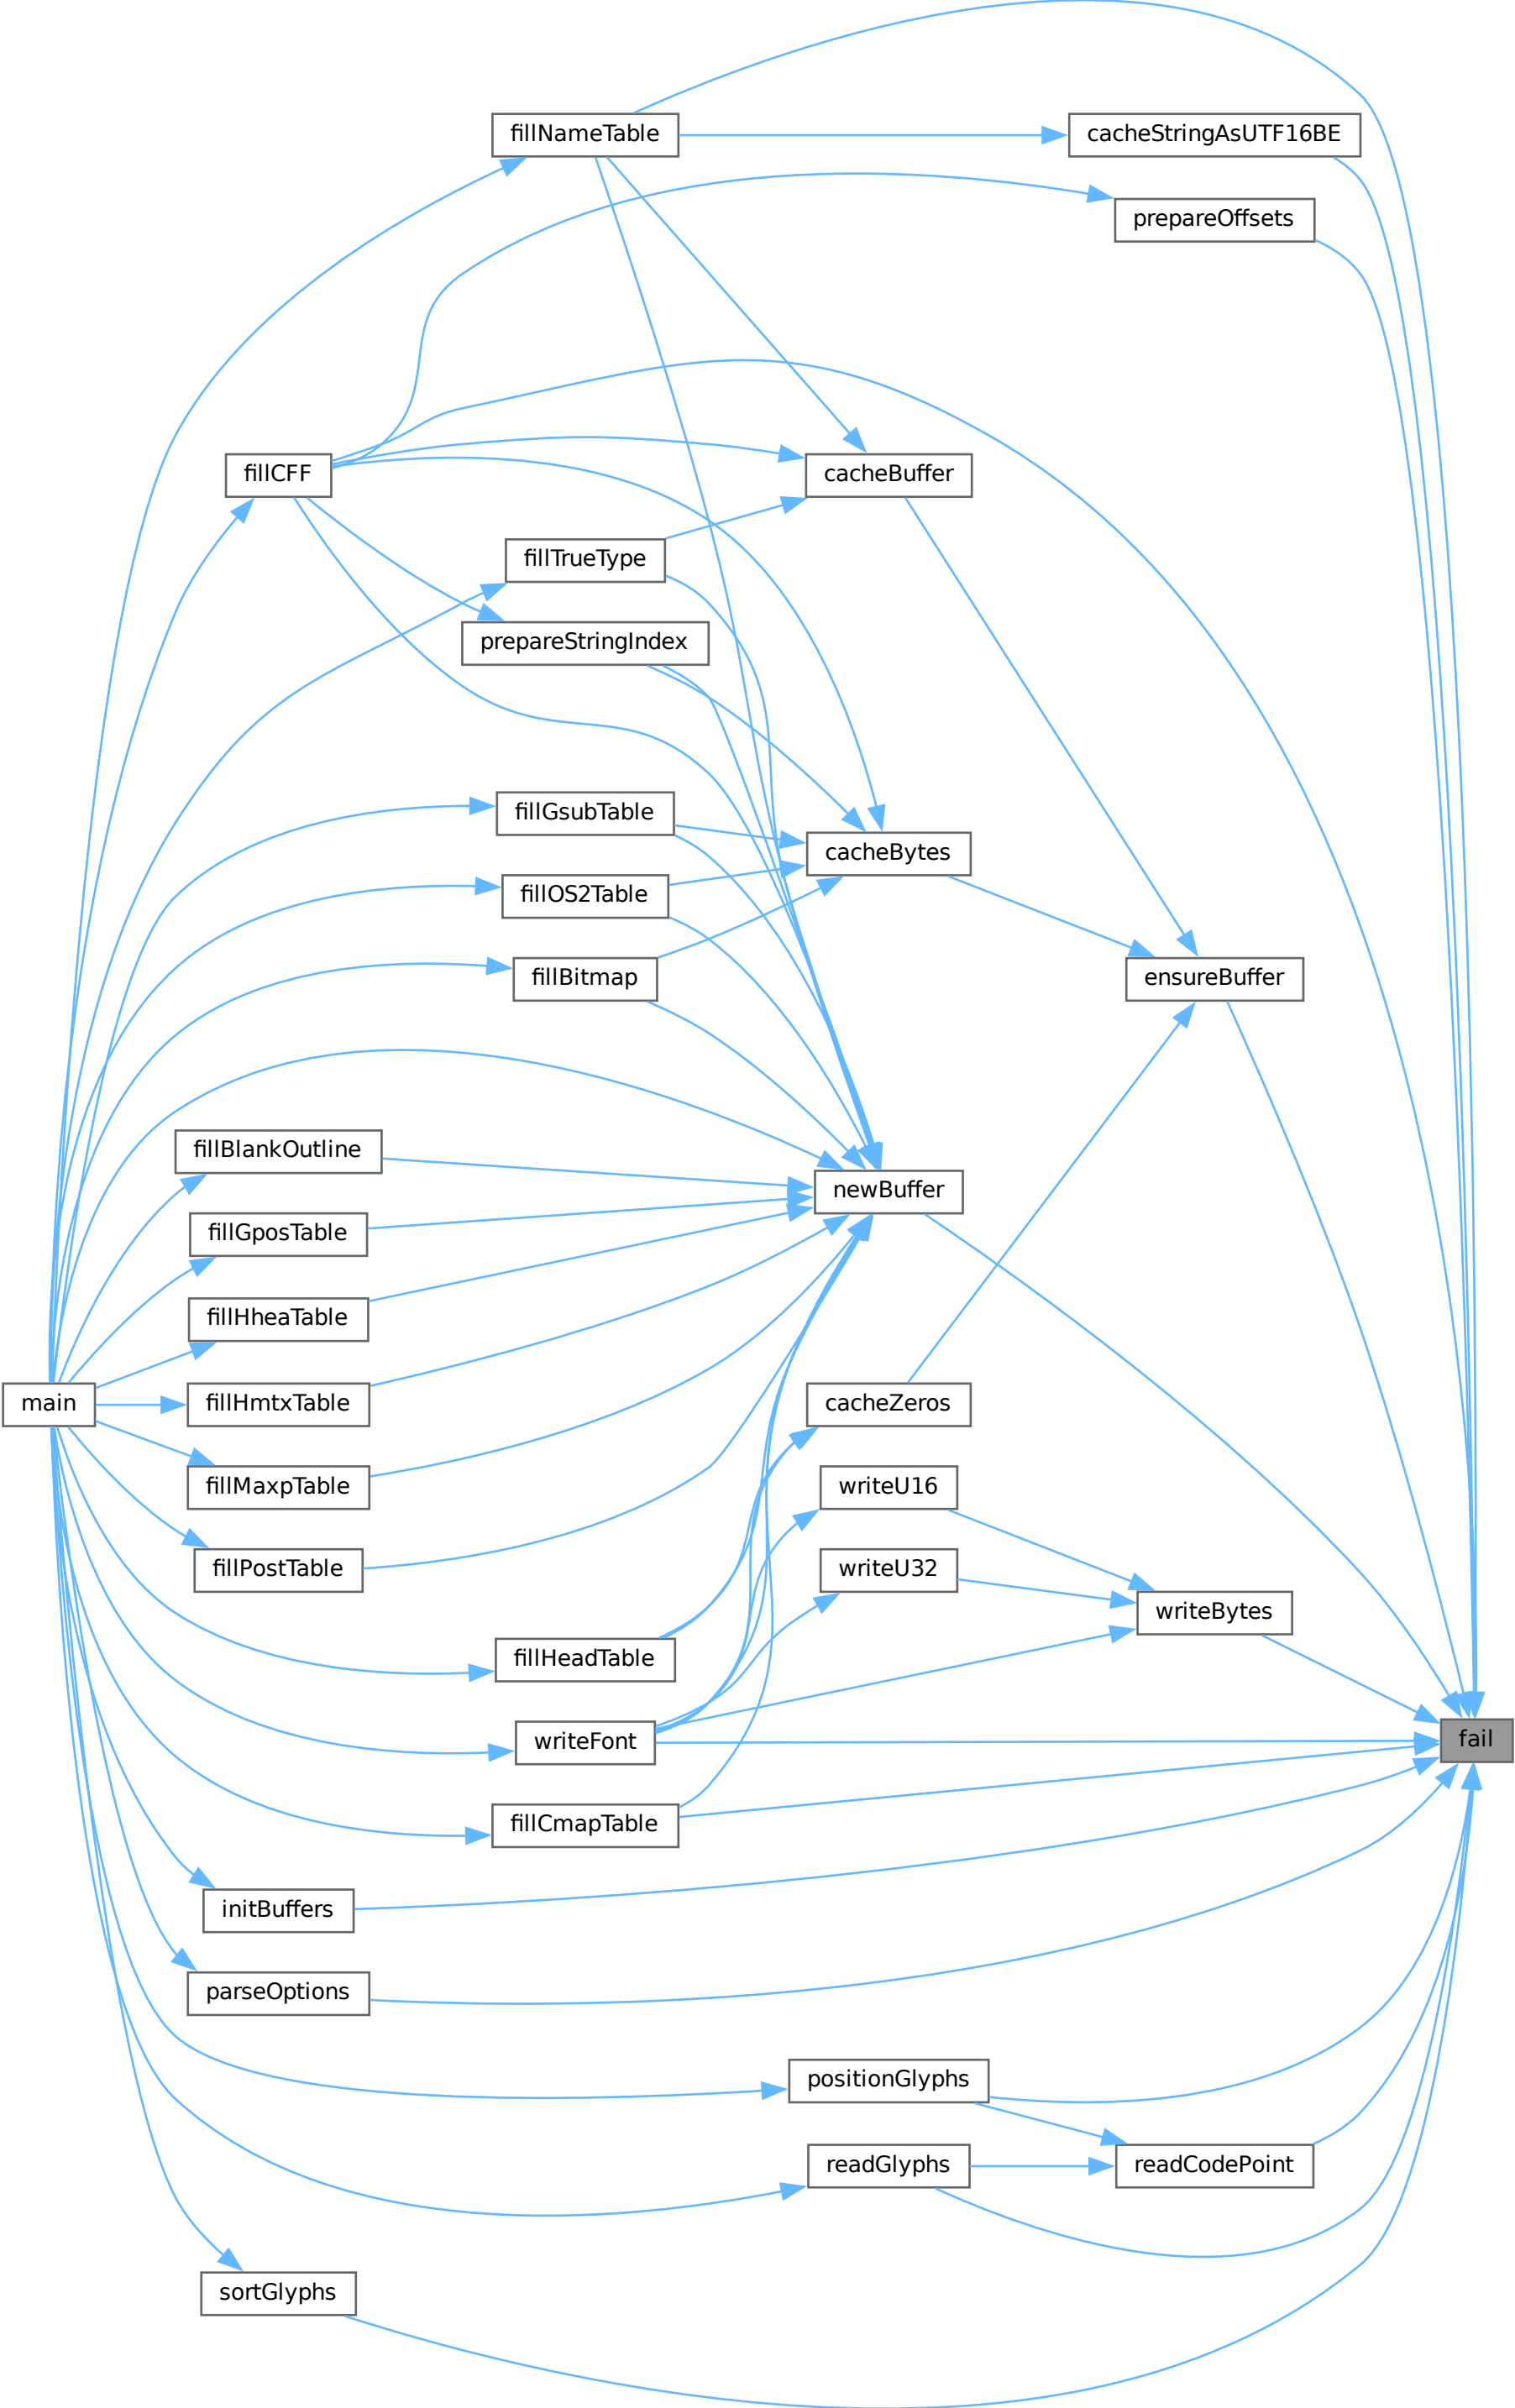 fillNameTable
cacheStringAsUTF16BE
prepareOffsets
fillCFF
cacheBuffer
fillTrueType
prepareStringIndex
fillGsubTable
cacheBytes
fillOS2Table
fillBitmap
ensureBuffer
fillBlankOutline
newBuffer
fillGposTable
fillHheaTable
main
fillHmtxTable
cacheZeros
fillMaxpTable
writeU16
fillPostTable
writeU32
writeBytes
fillHeadTable
writeFont
fail
fillCmapTable
initBuffers
parseOptions
positionGlyphs
readGlyphs
readCodePoint
sortGlyphs